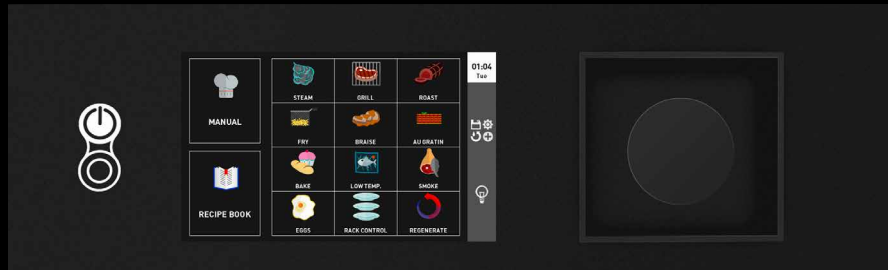 01:04
Tue
MANUAL
STEAM
GRILL
ROAST
FRY
BRAISE
AU GRATIN
RECIPE BOOK
BAKE
LOW TEMP.
SMOKE
EGGS
RACK CONTROL
REGENERATE